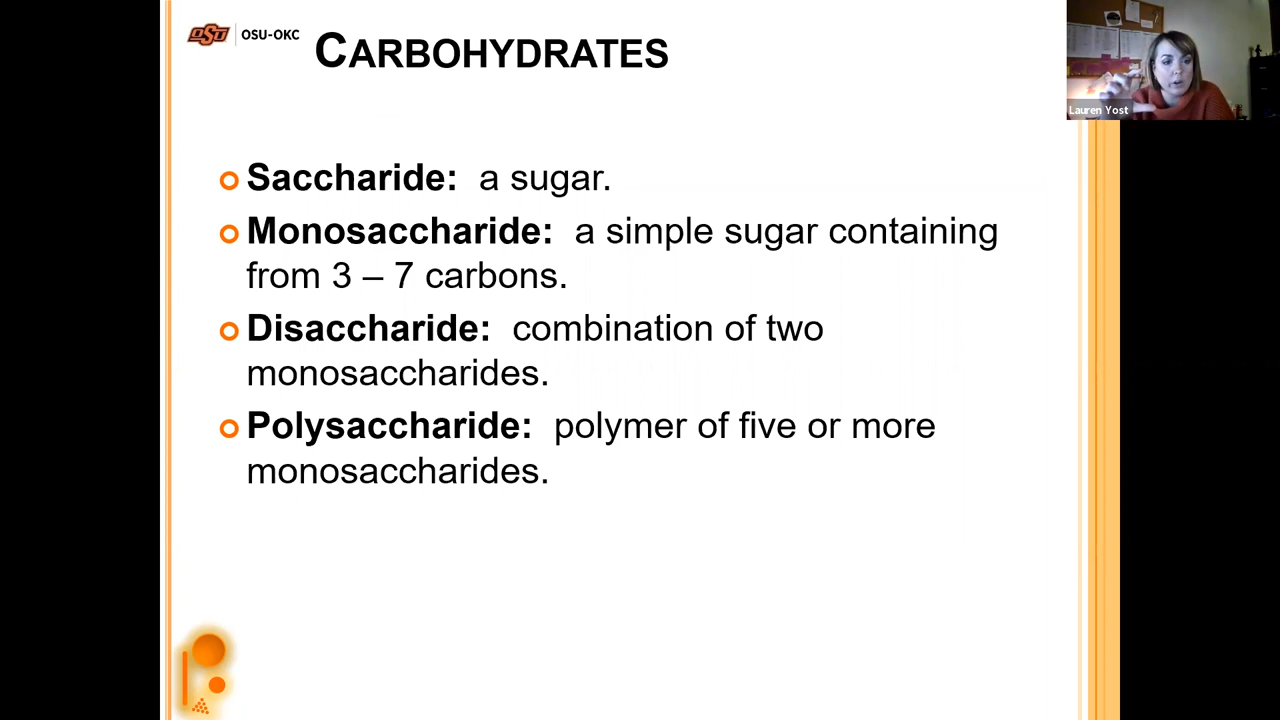 OSU OSU-OKC
CARBOHYDRATES
Lauren Yost
Saccharide: a sugar.
Monosaccharide: a simple sugar containing
from 3 – 7 carbons.
Disaccharide: combination of two
monosaccharides.
Polysaccharide: polymer of five or more
monosaccharides.